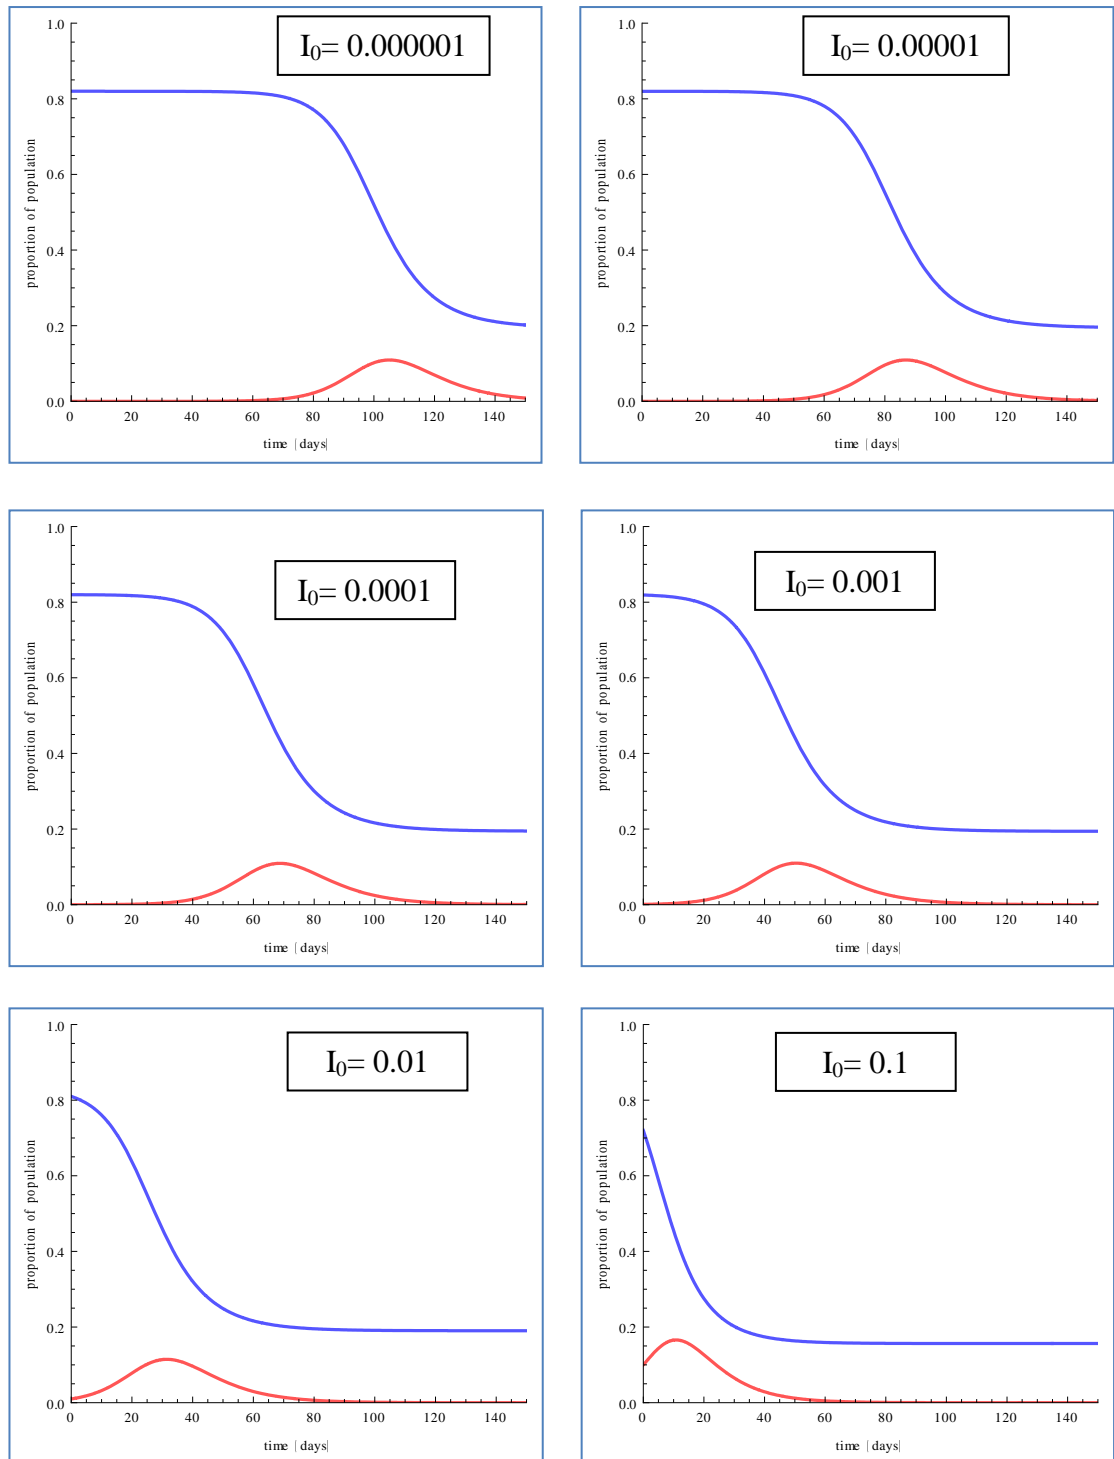 I₀= 0.000001
1.0
0.8
0.6
0.4
0.2
0.0
proportion of population
0 20 40 60 80 100 120 140
time |days|
I₀= 0.00001
1.0
0.8
0.6
0.4
0.2
0.0
proportion of population
0 20 40 60 80 100 120 140
time |days|
I₀= 0.0001
1.0
0.8
0.6
0.4
0.2
0.0
proportion of population
0 20 40 60 80 100 120 140
time |days|
I₀= 0.001
1.0
0.8
0.6
0.4
0.2
0.0
proportion of population
0 20 40 60 80 100 120 140
time |days|
I₀= 0.01
1.0
0.8
0.6
0.4
0.2
0.0
proportion of population
0 20 40 60 80 100 120 140
time |days|
I₀= 0.1
1.0
0.8
0.6
0.4
0.2
0.0
proportion of population
0 20 40 60 80 100 120 140
time |days|